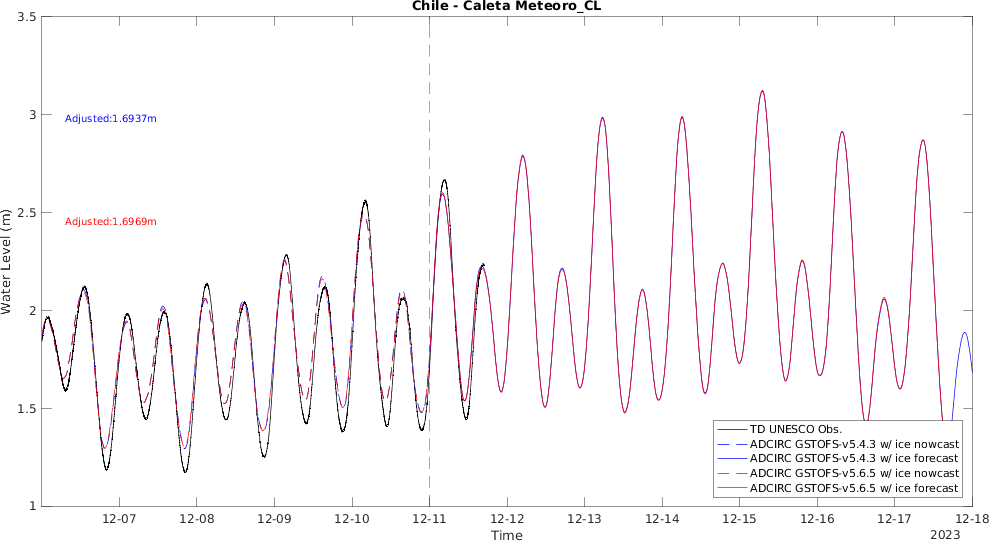 Chile - Caleta Meteoro_CL
3.5
3
2.5
2
1.5
1
Water Level (m)
Adjusted:1.6937m
Adjusted:1.6969m
TD UNESCO Obs.
ADCIRC GSTOFS-v5.4.3 w/ ice nowcast
ADCIRC GSTOFS-v5.4.3 w/ ice forecast
ADCIRC GSTOFS-v5.6.5 w/ ice nowcast
ADCIRC GSTOFS-v5.6.5 w/ ice forecast
12-07 12-08 12-09 12-10 12-11 12-12 12-13 12-14 12-15 12-16 12-17 12-18
2023
Time